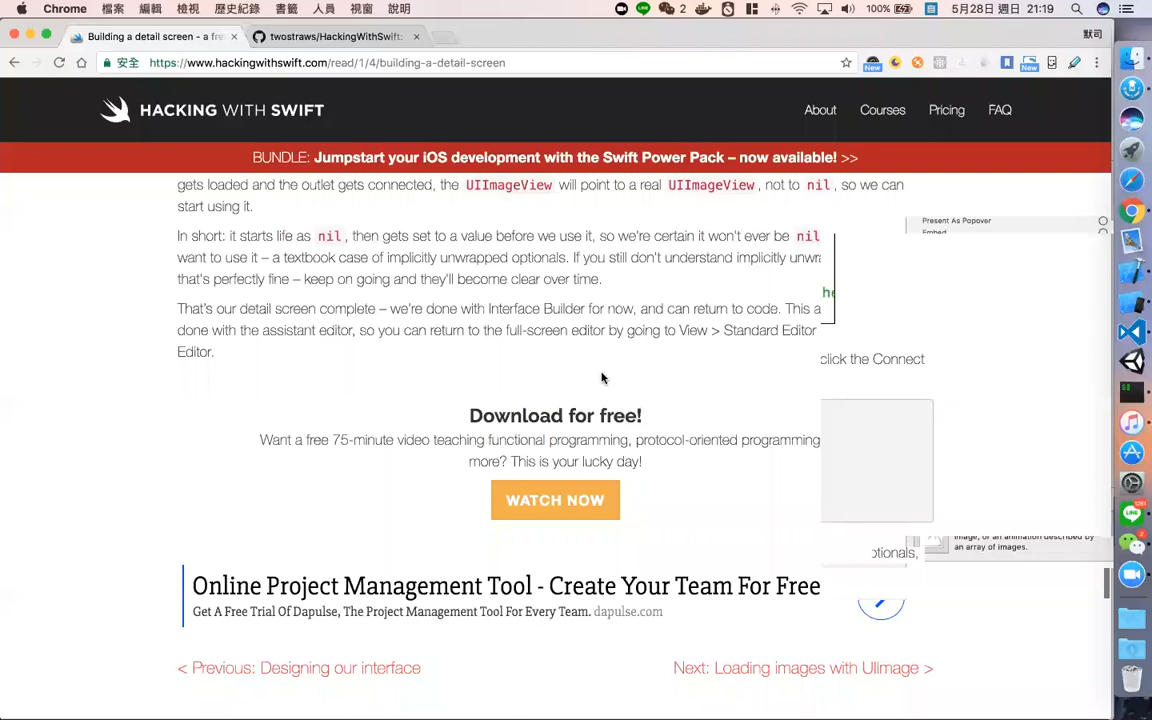 Chrome 檔案 編輯 檢視 歷史紀錄 書籤 人員 視窗 說明 2 100% 5月28日 週日 21:19
Building a detail screen - a fre twostraws/HackingWithSwift: 默司
安全 https://www.hackingwithswift.com/read/1/4/building-a-detail-screen New New
HACKING WITH SWIFT About Courses Pricing FAQ
BUNDLE: Jumpstart your iOS development with the Swift Power Pack – now available! >>
gets loaded and the outlet gets connected, the UIImageView will point to a real UIImageView, not to nil, so we can
start using it.
Present As Popover
Embed
In short: it starts life as nil, then gets set to a value before we use it, so we're certain it won't ever be nil
want to use it – a textbook case of implicitly unwrapped optionals. If you still don't understand implicitly unwr
that's perfectly fine – keep on going and they'll become clear over time.
he
That's our detail screen complete – we're done with Interface Builder for now, and can return to code. This a
done with the assistant editor, so you can return to the full-screen editor by going to View > Standard Editor
Editor.
click the Connect
Download for free!
Want a free 75-minute video teaching functional programming, protocol-oriented programming
more? This is your lucky day!
WATCH NOW
image, or an animation described by
an array of images.
otionals,
Online Project Management Tool - Create Your Team For Free
Get A Free Trial Of Dapulse, The Project Management Tool For Every Team. dapulse.com
< Previous: Designing our interface Next: Loading images with UIImage >